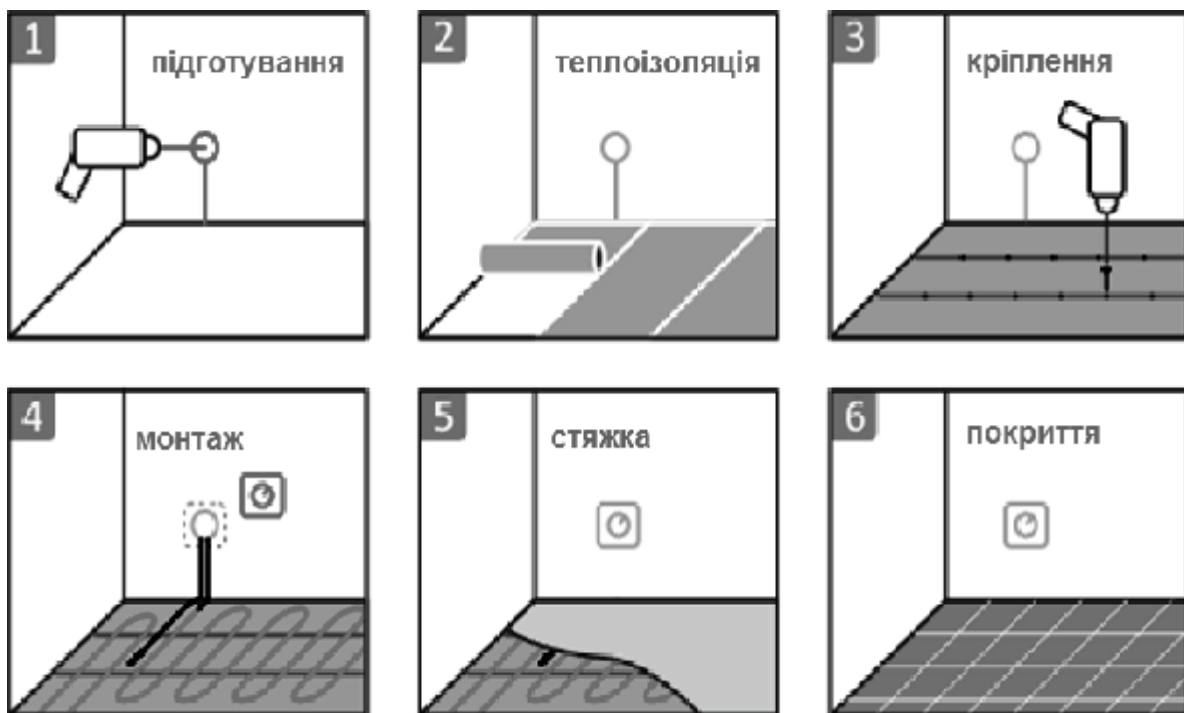 1 підготування
2 теплоізоляція
3 кріплення
4 монтаж
5 стяжка
6 покриття